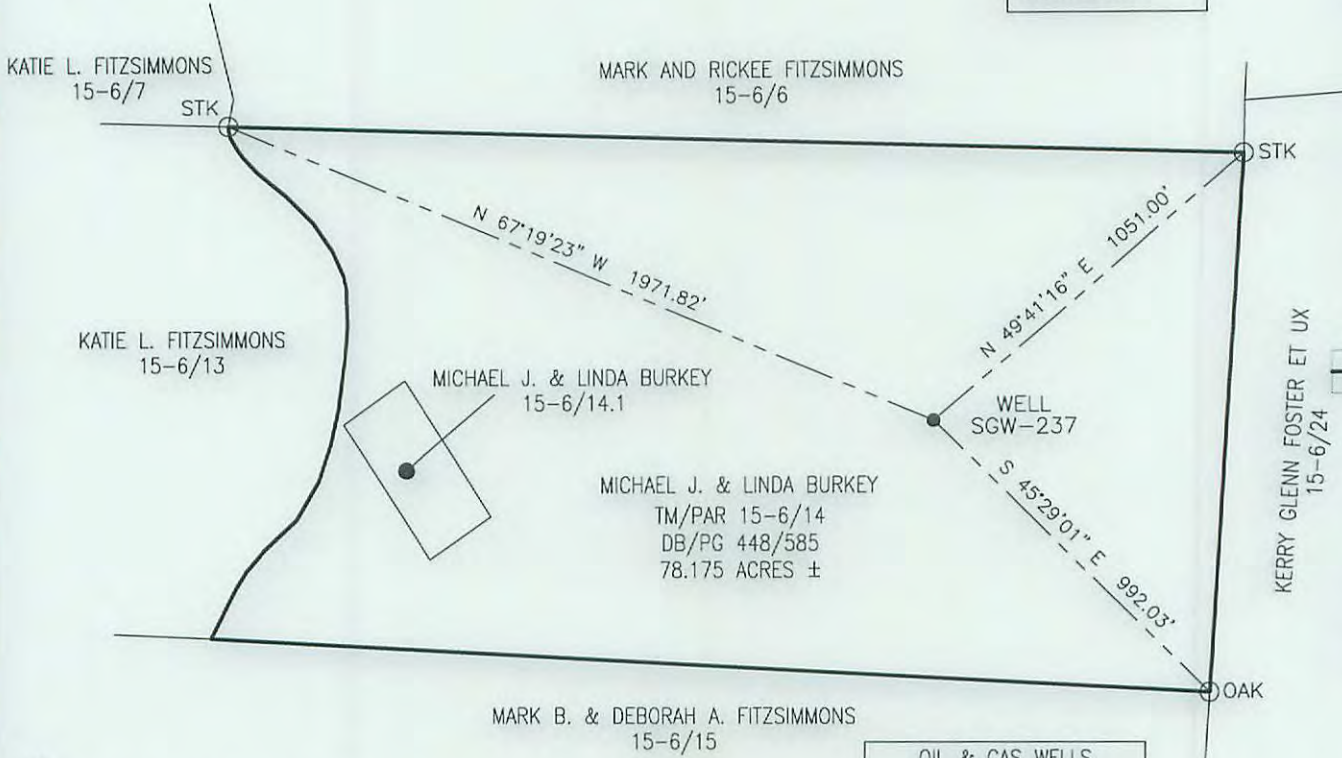 KATIE L. FITZSIMMONS
15-6/7
STK
MARK AND RICKEE FITZSIMMONS
15-6/6
STK
N 67°19'23" W 1971.82'
N 49°41'16" E 1051.00'
KATIE L. FITZSIMMONS
15-6/13
MICHAEL J. & LINDA BURKEY
15-6/14.1
WELL
SGW-237
KERRY GLENN FOSTER ET UX
15-6/24
MICHAEL J. & LINDA BURKEY
TM/PAR 15-6/14
DB/PG 448/585
78.175 ACRES ±
S 45°29'01" E 992.03'
OAK
MARK B. & DEBORAH A. FITZSIMMONS
15-6/15
OIL & GAS WELLS